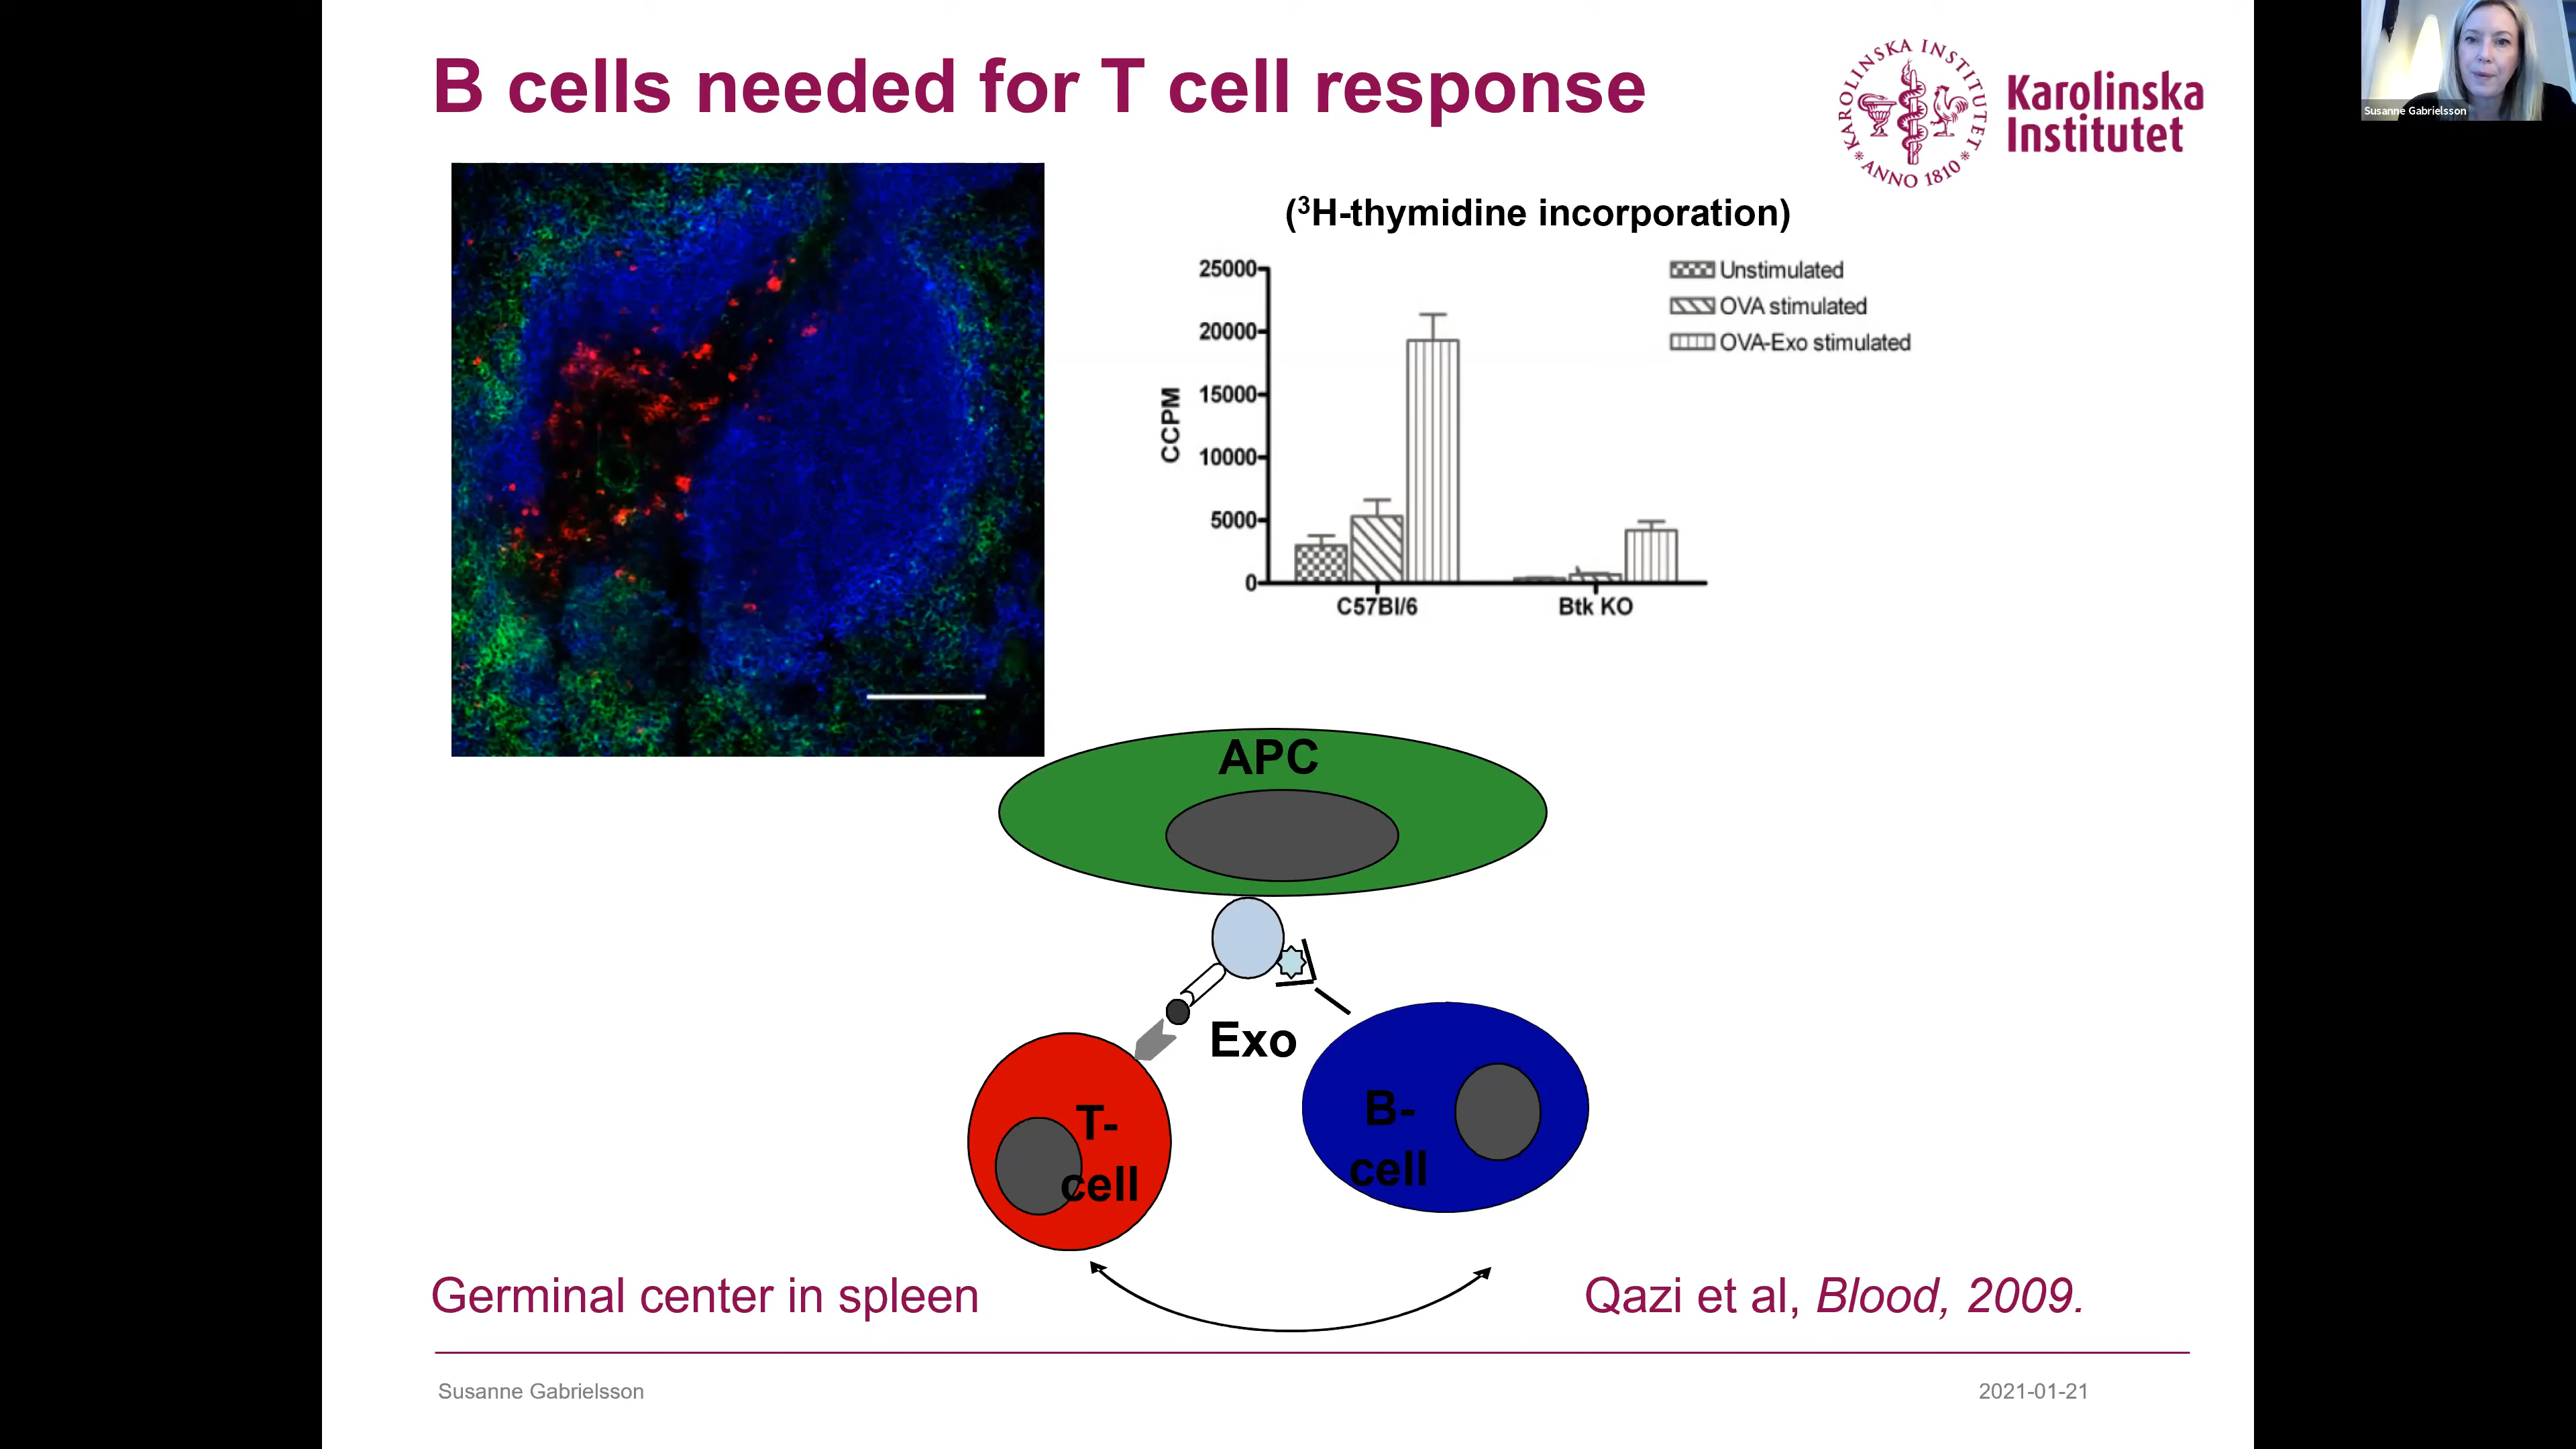 B cells needed for T cell response
KAROLINSKA INSTITUTET
ANNO 1810
Karolinska
Institutet
Susanne Gabrielsson
(³H-thymidine incorporation)
25000
20000
15000
10000
5000
0
CCPM
C57Bl/6
Btk KO
Unstimulated
OVA stimulated
OVA-Exo stimulated
APC
Exo
T-
cell
B-
cell
Germinal center in spleen
Qazi et al, Blood, 2009.
Susanne Gabrielsson
2021-01-21